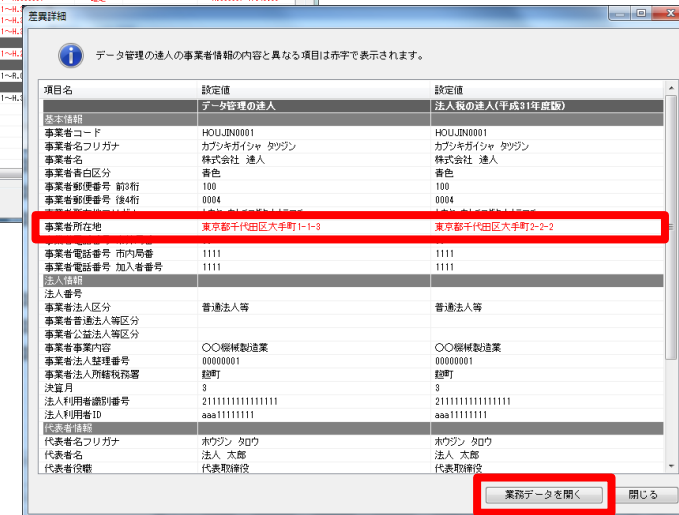 差異詳細
データ管理の達人の事業者情報の内容と異なる項目は赤字で表示されます。
項目名 設定値 設定値
データ管理の達人 法人税の達人(平成31年度版)
基本情報
事業者コード HOUJIN0001 HOUJIN0001
事業者名フリガナ カブシキガイシャ タツジン カブシキガイシャ タツジン
事業者名 株式会社 達人 株式会社 達人
事業者青白区分 青色 青色
事業者郵便番号 前3桁 100 100
事業者郵便番号 後4桁 0004 0004
事業者所在地 東京都千代田区大手町1-1-3 東京都千代田区大手町2-2-2
事業者電話番号 市内局番 1111 1111
事業者電話番号 加入者番号 1111 1111
法人情報
法人番号
事業者法人区分 普通法人等 普通法人等
事業者普通法人等区分
事業者公益法人等区分
事業者事業内容 〇〇機械製造業 〇〇機械製造業
事業者法人整理番号 00000001 00000001
事業者法人所轄税務署 麹町 麹町
決算月 3 3
法人利用者識別番号 2111111111111111 2111111111111111
法人利用者ID aaa11111111 aaa11111111
代表者情報
代表者名フリガナ ホウジン タロウ ホウジン タロウ
代表者名 法人 太郎 法人 太郎
代表者役職 代表取締役 代表取締役
業務データを開く 閉じる